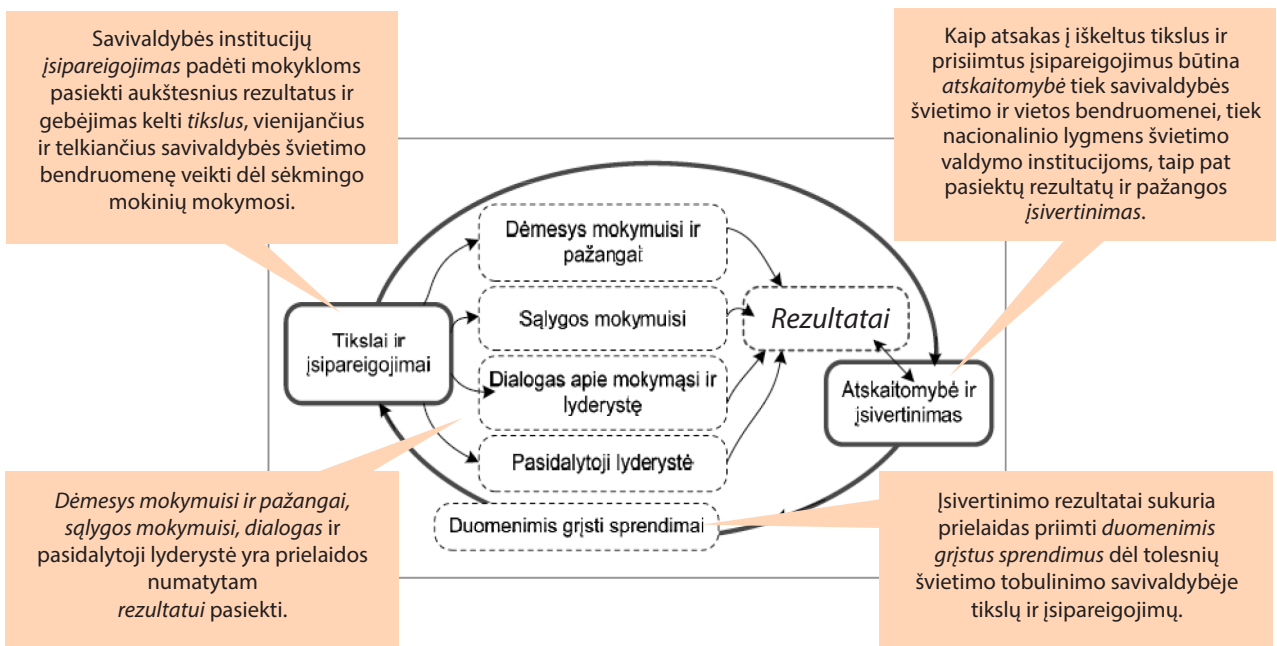 Savivaldybės institucijų
įsipareigojimas padėti mokykloms
pasiekti aukštesnius rezultatus ir
gebėjimas kelti tikslus, vienijančius
ir telkiančius savivaldybės švietimo
bendruomenę veikti dėl sėkmingo
mokinių mokymosi.
Kaip atsakas į iškeltus tikslus ir
prisiimtus įsipareigojimus būtina
atskaitomybė tiek savivaldybės
švietimo ir vietos bendruomenei, tiek
nacionalinio lygmens švietimo
valdymo institucijoms, taip pat
pasiektų rezultatų ir pažangos
įsivertinimas.
Tikslai ir
įsipareigojimai
Dėmesys mokymuisi ir
pažangai
Sąlygos mokymuisi
Dialogas apie mokymąsi ir
lyderystę
Pasidalytoji lyderystė
Duomenimis grįsti sprendimai
Rezultatai
Atskaitomybė ir
įsivertinimas
Dėmesys mokymuisi ir pažangai,
sąlygos mokymuisi, dialogas ir
pasidalytoji lyderystė yra prielaidos
numatytam
rezultatui pasiekti.
Įsivertinimo rezultatai sukuria
prielaidas priimti duomenimis
grįstus sprendimus dėl tolesnių
švietimo tobulinimo savivaldybėje
tikslų ir įsipareigojimų.